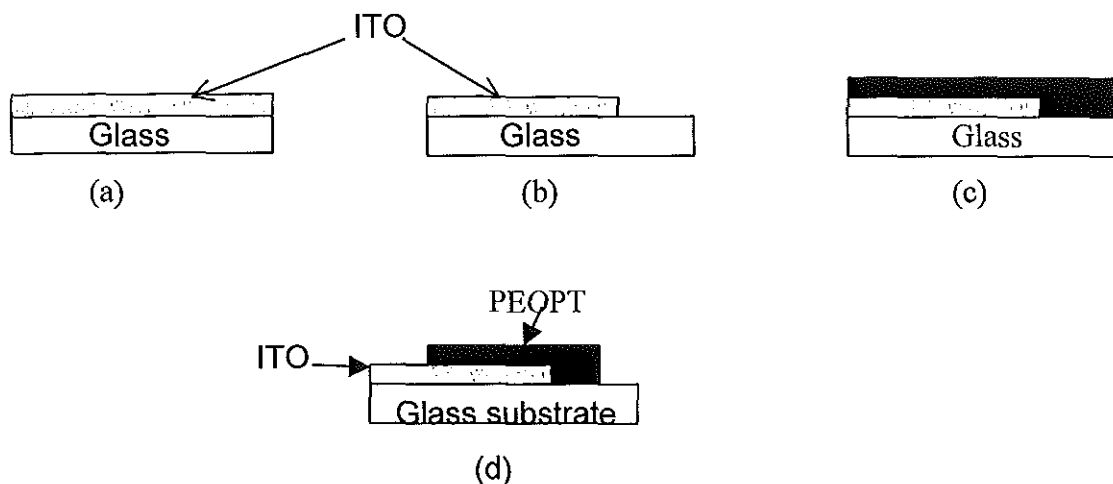 ITO
Glass
Glass
Glass
(a)
(b)
(c)
PEOPT
ITO
Glass substrate
(d)